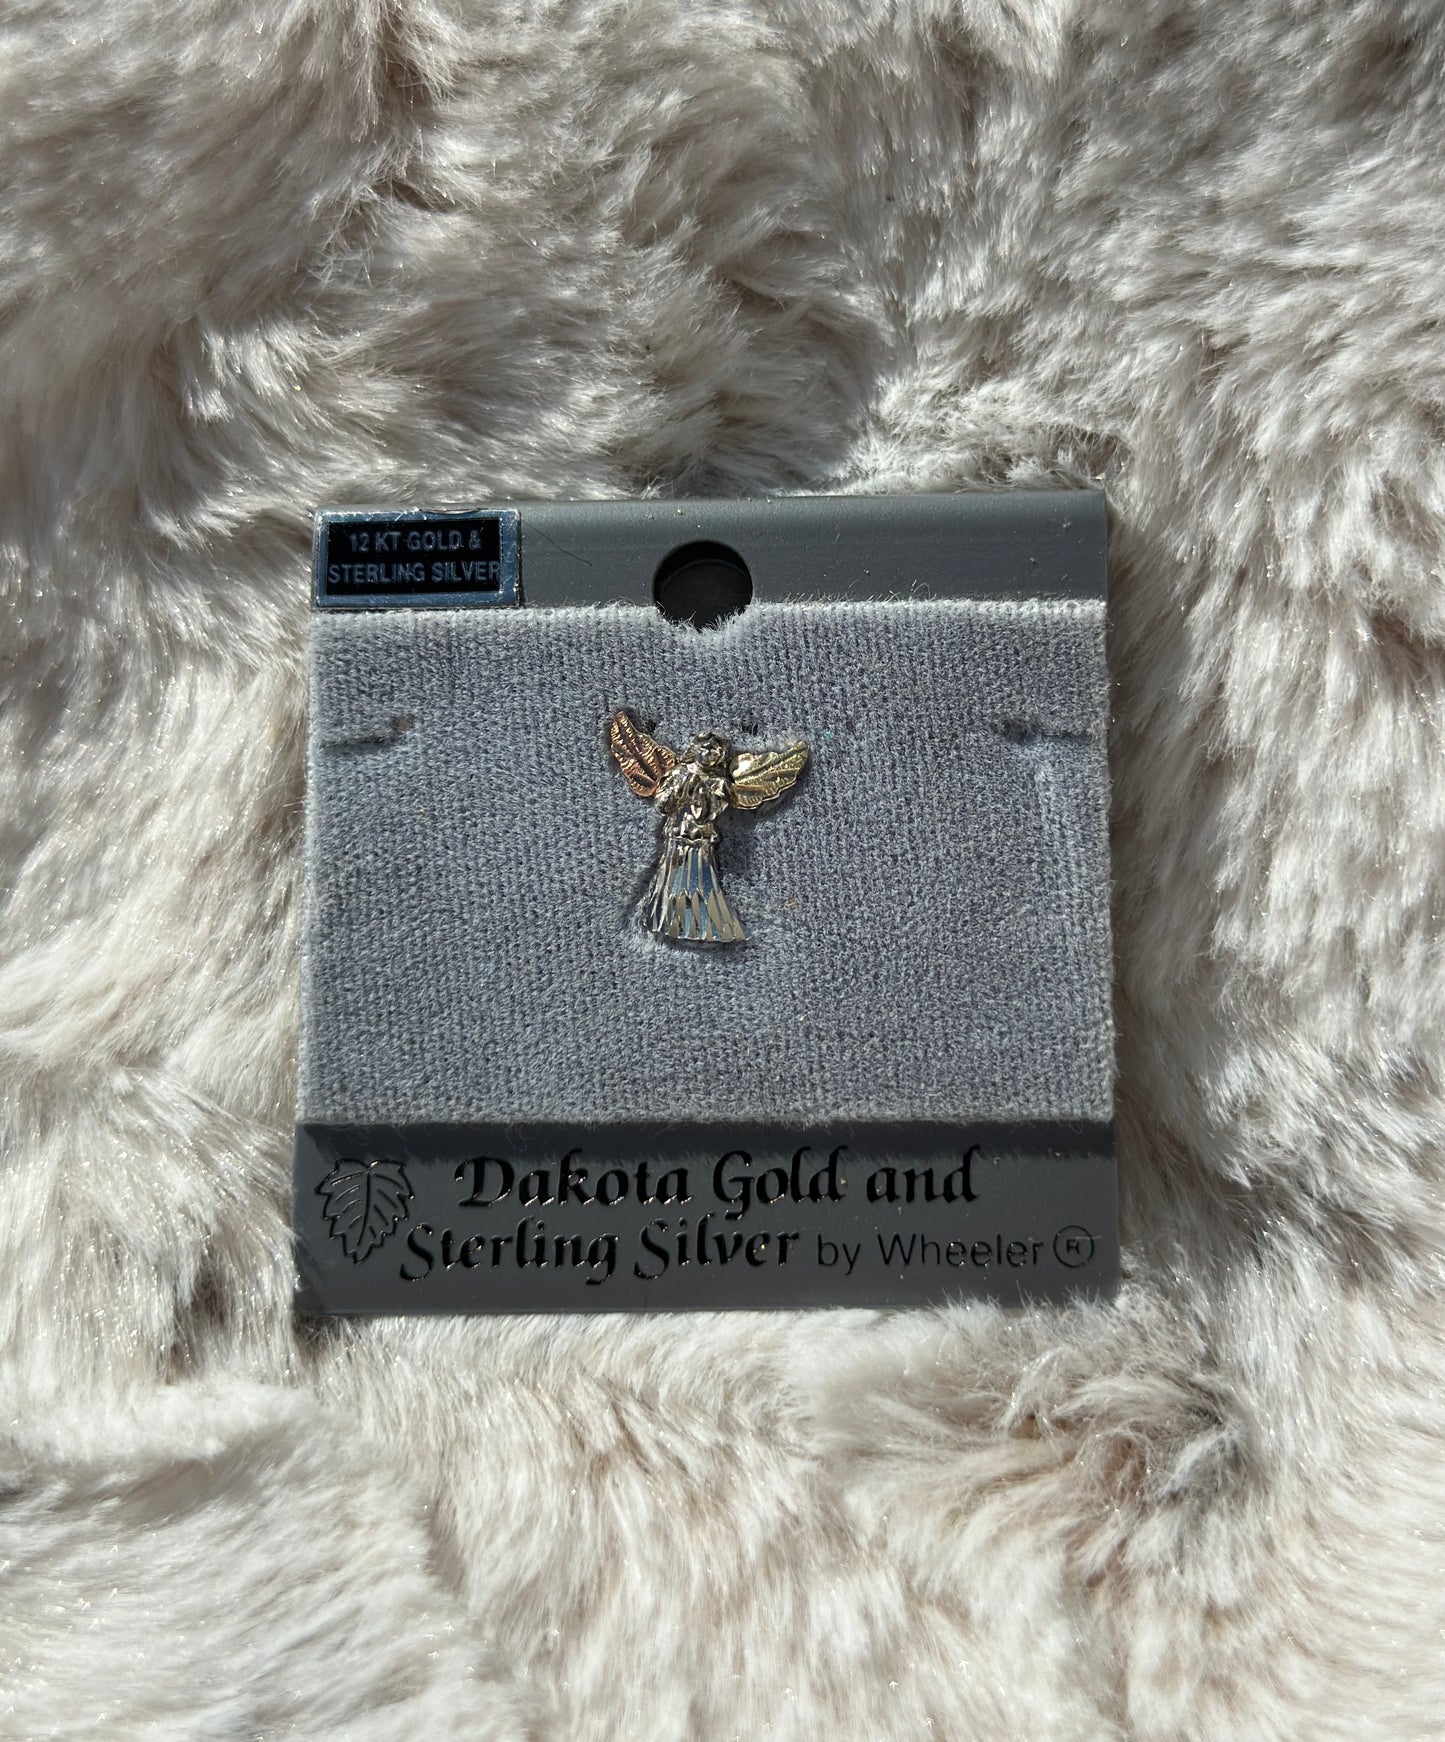 12 KT GOLD &
STERLING SILVER
Dakota Gold and
Sterling Silver by Wheeler ®